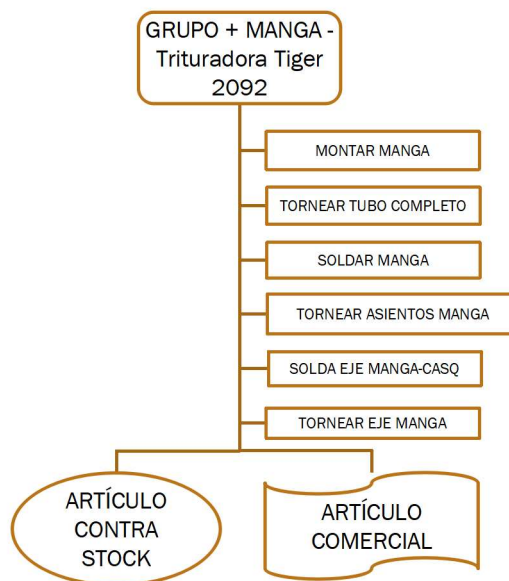 GRUPO + MANGA -
Trituradora Tiger
2092
MONTAR MANGA
TORNEAR TUBO COMPLETO
SOLDAR MANGA
TORNEAR ASIENTOS MANGA
SOLDA EJE MANGA-CASQ
TORNEAR EJE MANGA
ARTÍCULO
CONTRA
STOCK
ARTÍCULO
COMERCIAL